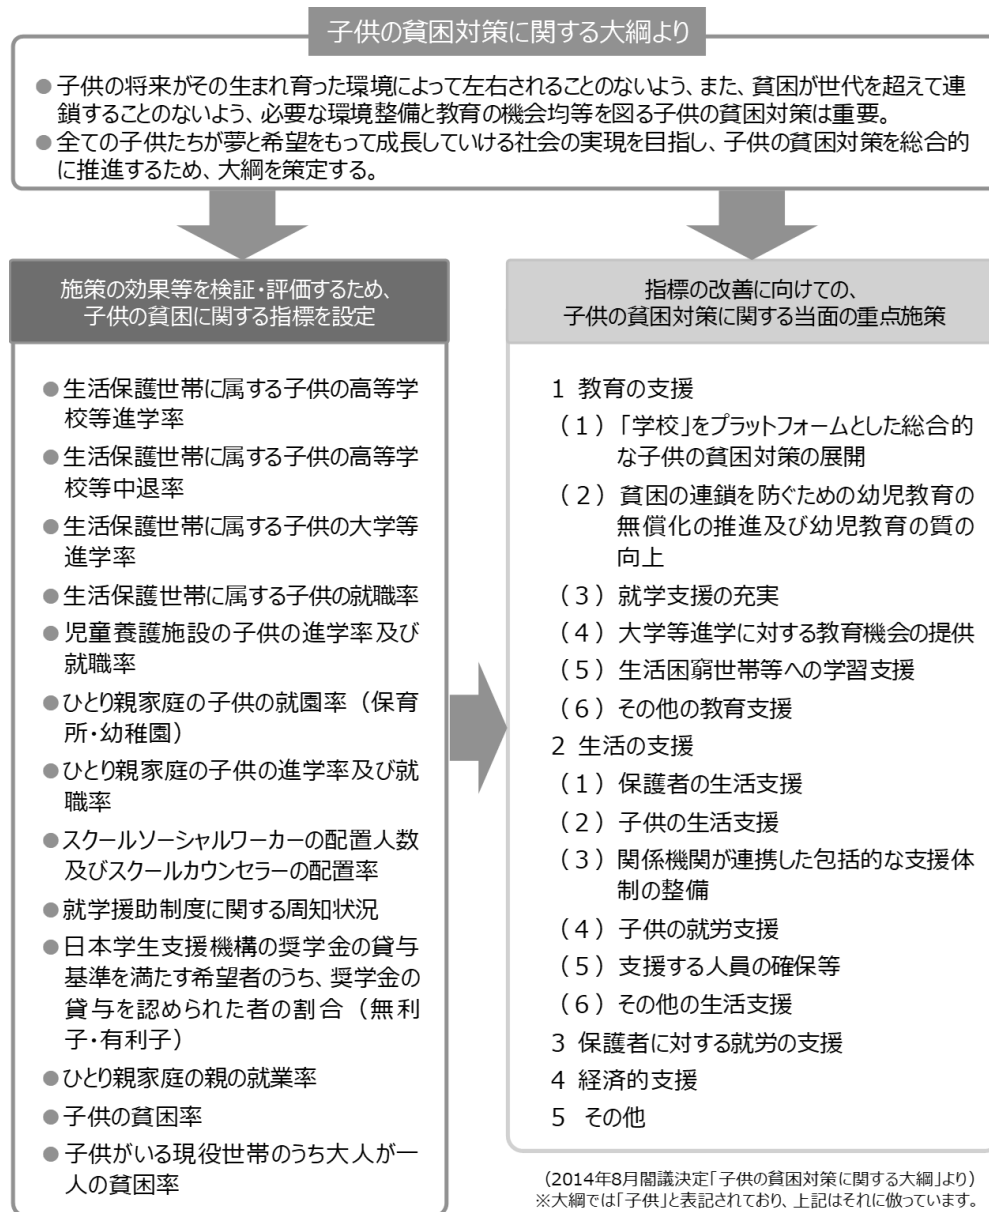 子供の貧困対策に関する大綱より
●子供の将来がその生まれ育った環境によって左右されることのないよう、また、貧困が世代を超えて連
鎖することのないよう、必要な環境整備と教育の機会均等を図る子供の貧困対策は重要。
●全ての子供たちが夢と希望をもって成長していける社会の実現を目指し、子供の貧困対策を総合的
に推進するため、大綱を策定する。
施策の効果等を検証・評価するため、
子供の貧困に関する指標を設定
●生活保護世帯に属する子供の高等学
校等進学率
●生活保護世帯に属する子供の高等学
校等中退率
●生活保護世帯に属する子供の大学等
進学率
●生活保護世帯に属する子供の就職率
●児童養護施設の子供の進学率及び
就職率
●ひとり親家庭の子供の就園率（保育
所・幼稚園）
●ひとり親家庭の子供の進学率及び就
職率
●スクールソーシャルワーカーの配置人数
及びスクールカウンセラーの配置率
●就学援助制度に関する周知状況
●日本学生支援機構の奨学金の貸与
基準を満たす希望者のうち、奨学金の
貸与を認められた者の割合（無利
子・有利子）
●ひとり親家庭の親の就業率
●子供の貧困率
●子供がいる現役世帯のうち大人が一
人の貧困率
指標の改善に向けての、
子供の貧困対策に関する当面の重点施策
1 教育の支援
（1）「学校」をプラットフォームとした総合的
な子供の貧困対策の展開
（2）貧困の連鎖を防ぐための幼児教育の
無償化の推進及び幼児教育の質の
向上
（3）就学支援の充実
（4）大学等進学に対する教育機会の提供
（5）生活困窮世帯等への学習支援
（6）その他の教育支援
2 生活の支援
（1）保護者の生活支援
（2）子供の生活支援
（3）関係機関が連携した包括的な支援体
制の整備
（4）子供の就労支援
（5）支援する人員の確保等
（6）その他の生活支援
3 保護者に対する就労の支援
4 経済的支援
5 その他
（2014年8月閣議決定「子供の貧困対策に関する大綱」より）
※大綱では「子供」と表記されており、上記はそれに倣っています。